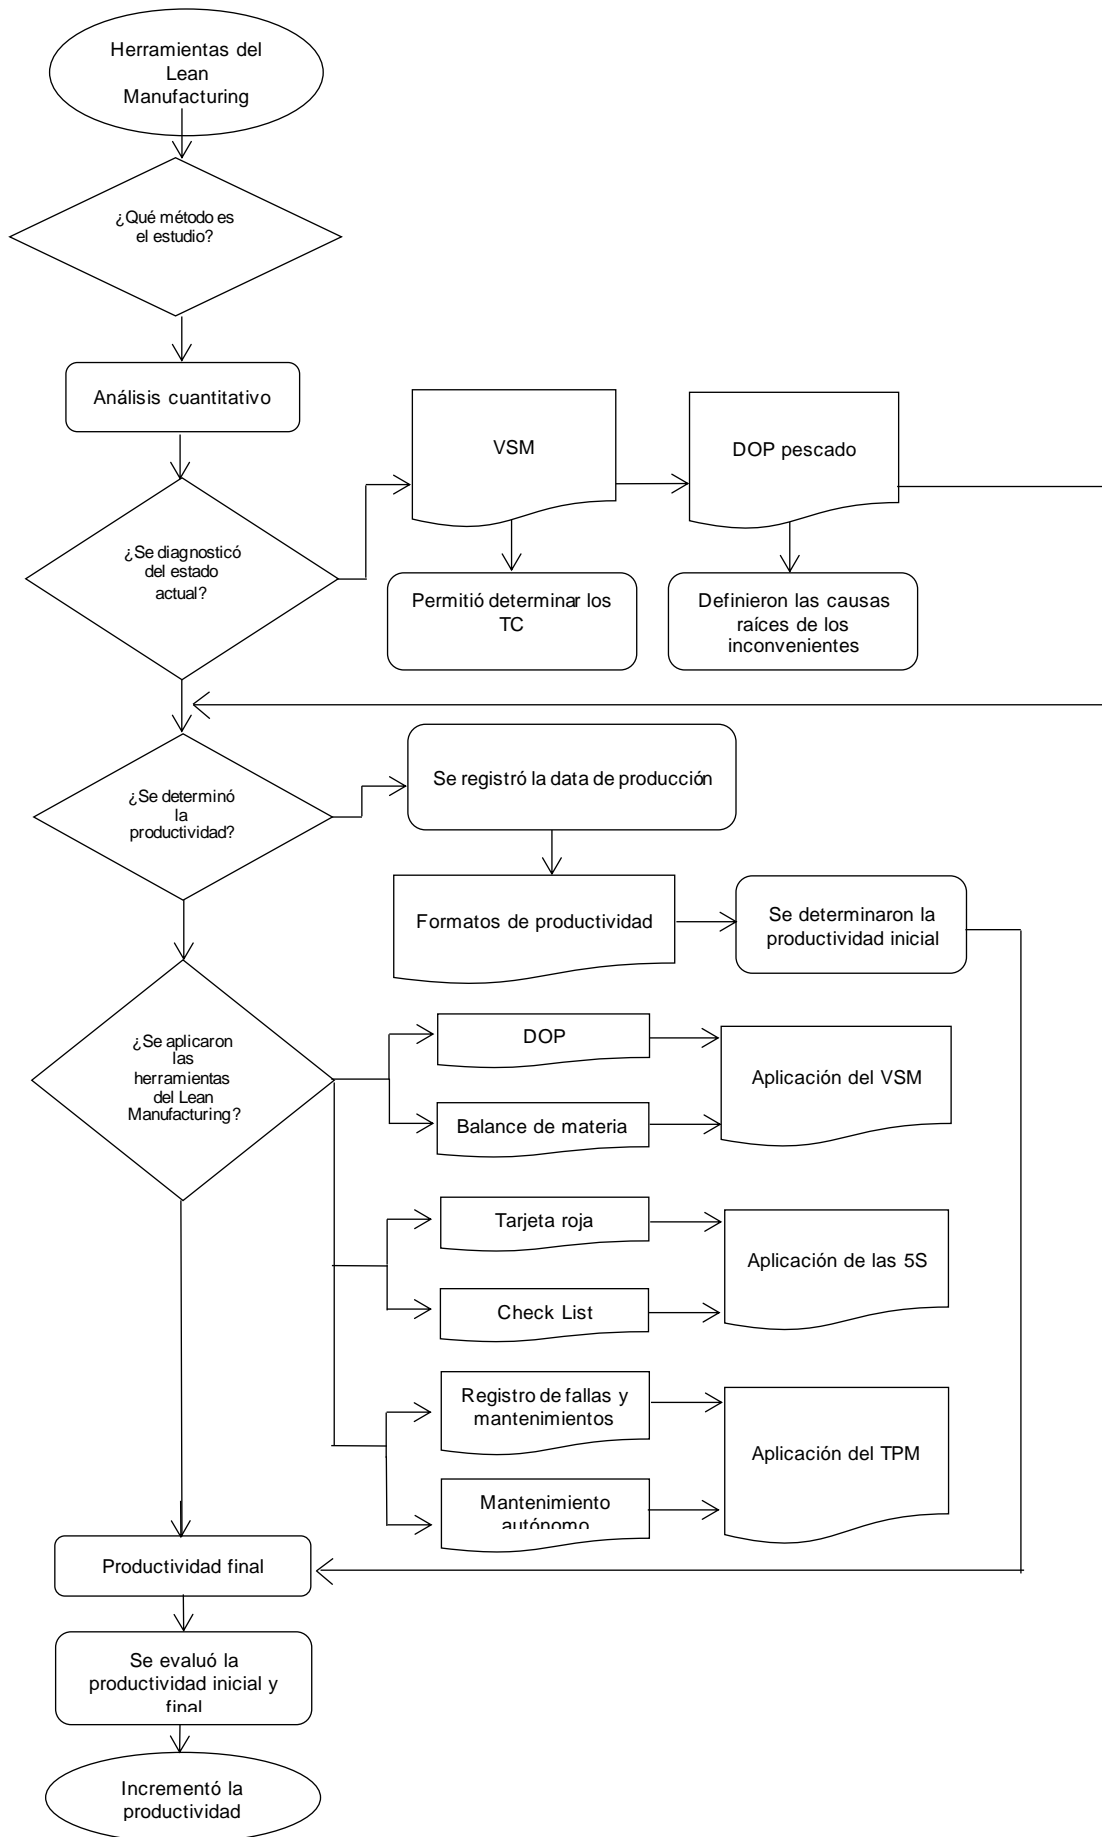 Herramientas del
Lean
Manufacturing
¿Qué método es
el estudio?
Análisis cuantitativo
VSM
DOP pescado
¿Se diagnosticó
del estado
actual?
Permitió determinar los
TC
Definieron las causas
raíces de los
inconvenientes
¿Se determinó
la
productividad?
Se registró la data de producción
Formatos de productividad
Se determinaron la
productividad inicial
¿Se aplicaron
las
herramientas
del Lean
Manufacturing?
DOP
Balance de materia
Aplicación del VSM
Tarjeta roja
Check List
Aplicación de las 5S
Registro de fallas y
mantenimientos
Mantenimiento
autónomo
Aplicación del TPM
Productividad final
Se evaluó la
productividad inicial y
final
Incrementó la
productividad